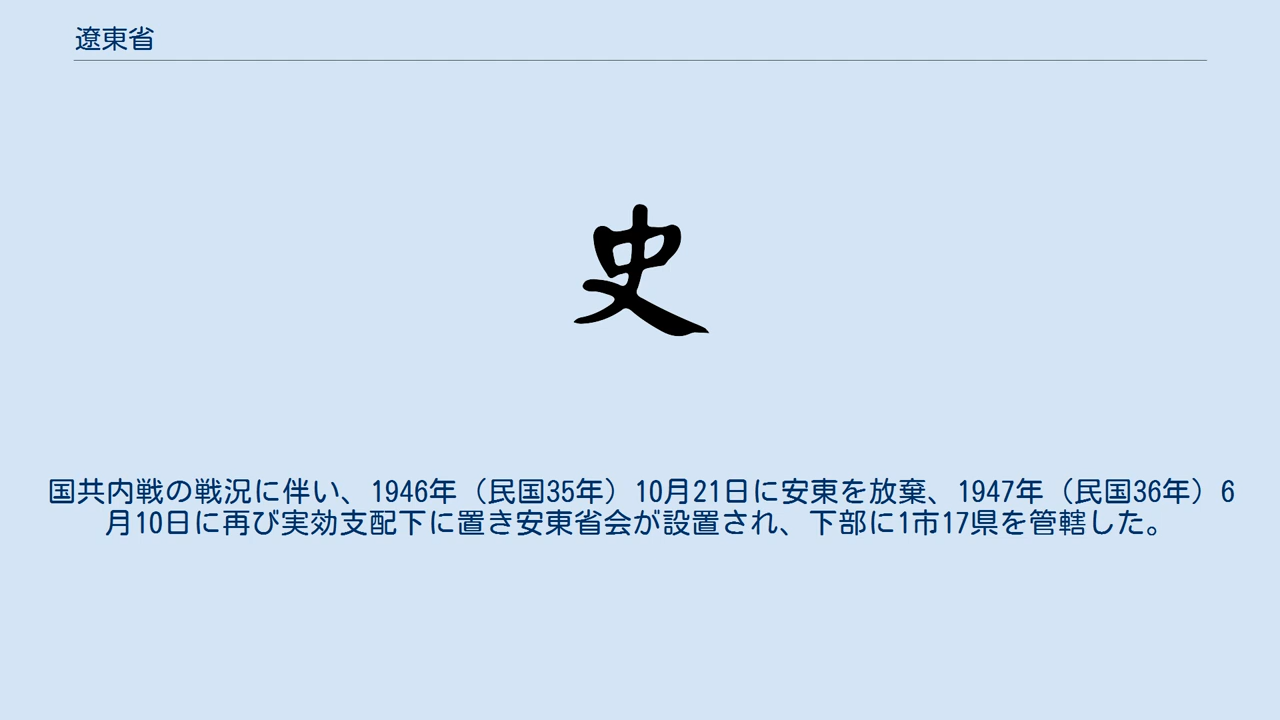 遼東省
史
国共内戦の戦況に伴い、1946年（民国35年）10月21日に安東を放棄、1947年（民国36年）6
月10日に再び実効支配下に置き安東省会が設置され、下部に1市17県を管轄した。